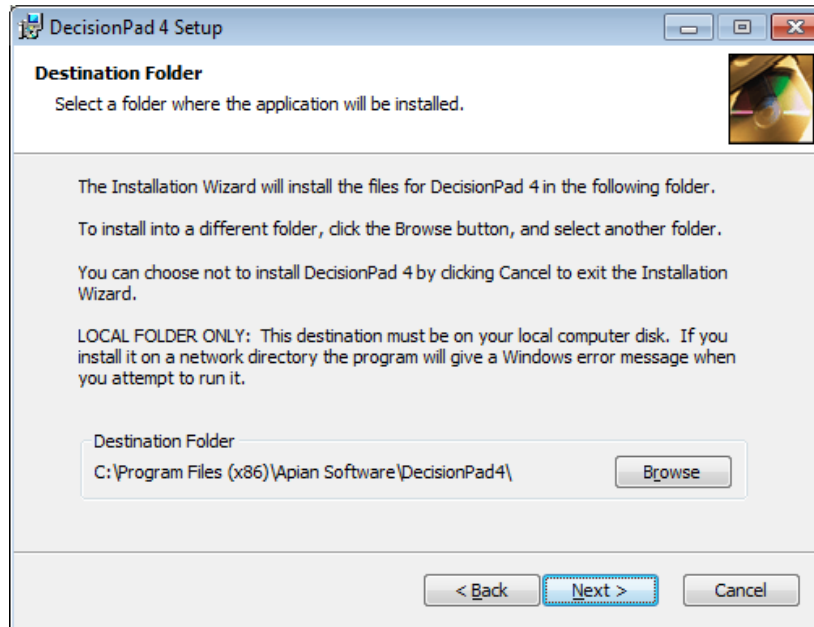 DecisionPad 4 Setup
Destination Folder
Select a folder where the application will be installed.
The Installation Wizard will install the files for DecisionPad 4 in the following folder.
To install into a different folder, click the Browse button, and select another folder.
You can choose not to install DecisionPad 4 by clicking Cancel to exit the Installation
Wizard.
LOCAL FOLDER ONLY:  This destination must be on your local computer disk.  If you
install it on a network directory the program will give a Windows error message when
you attempt to run it.
Destination Folder
C:\Program Files (x86)\Apian Software\DecisionPad4\
Browse
< Back
Next >
Cancel